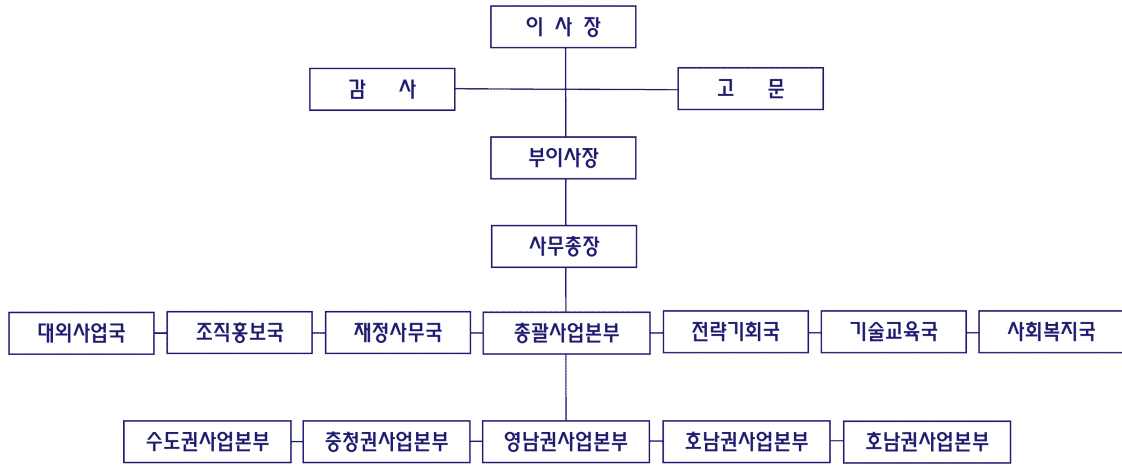 이 사 장
감 사
고 문
부이사장
사무총장
대외사업국
조직홍보국
재정사무국
총괄사업본부
전략기회국
기술교육국
사회복지국
수도권사업본부
충청권사업본부
영남권사업본부
호남권사업본부
호남권사업본부